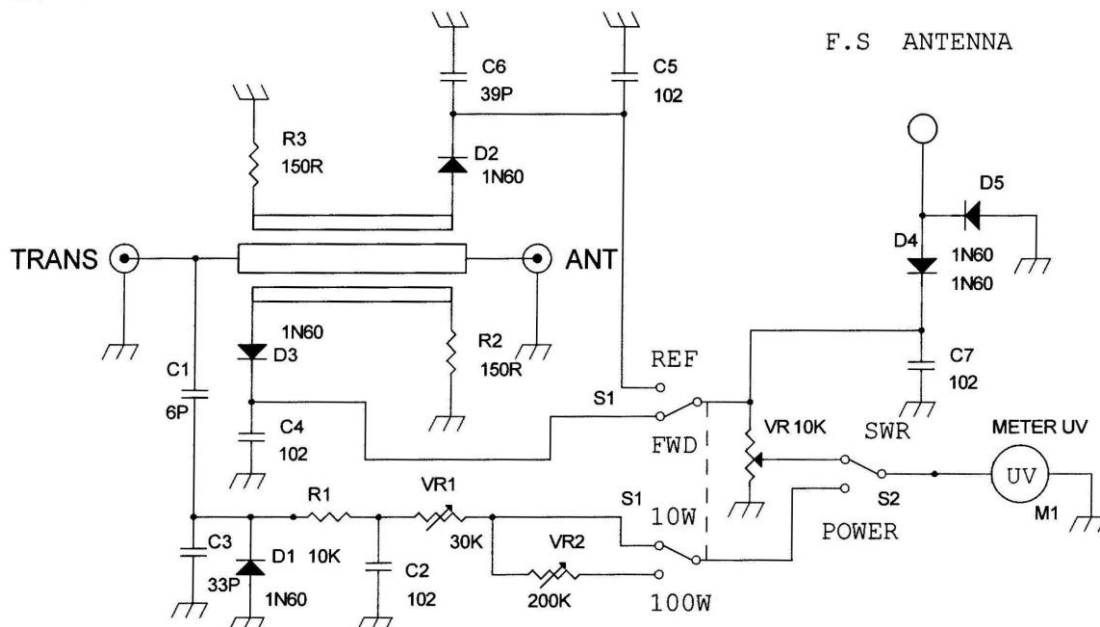 F.S ANTENNA
C6
39P
C5
102
R3
150R
D2
1N60
D5
1N60
D4
1N60
TRANS
ANT
1N60
D3
R2
150R
C1
6P
C4
102
REF
S1
FWD
C7
102
VR 10K
SWR
METER UV
UV
M1
S2
POWER
R1
10K
VR1
30K
S1
10W
C3
33P
D1
1N60
C2
102
VR2
200K
100W